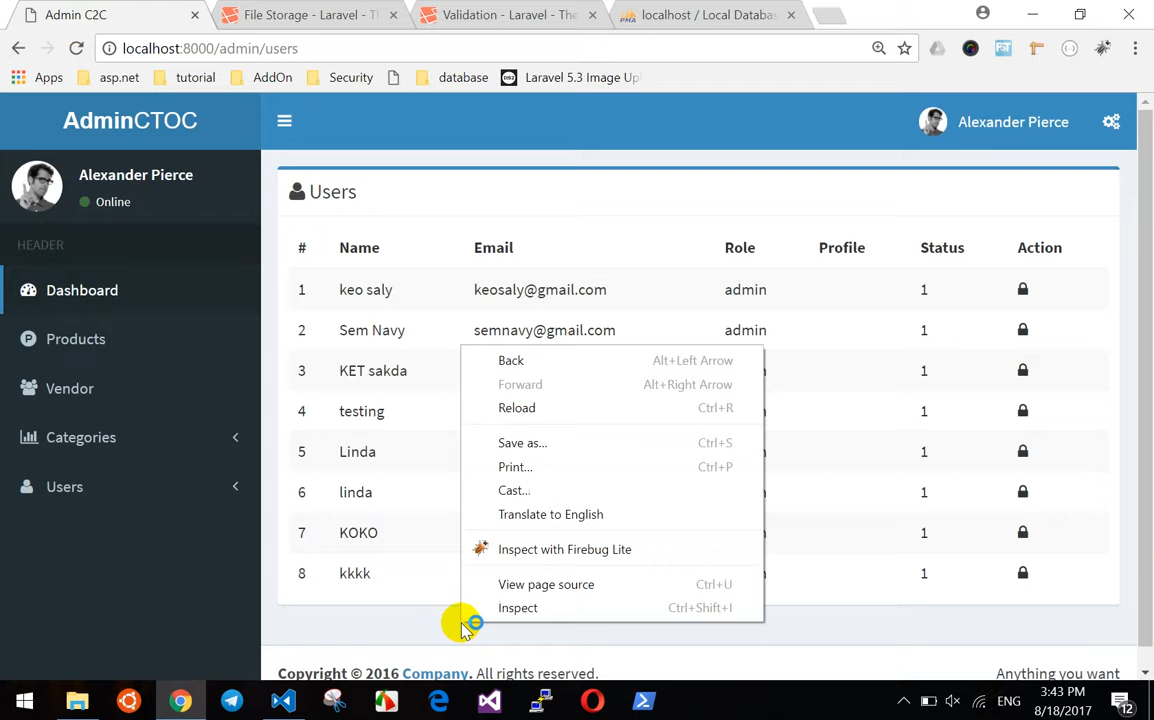 Admin C2C
File Storage - Laravel - Th
Validation - Laravel - The
localhost / Local Databas
localhost:8000/admin/users
Apps asp.net tutorial AddOn Security database Laravel 5.3 Image Upl
AdminCTOC
Alexander Pierce
Alexander Pierce
Online
HEADER
Dashboard
Products
Vendor
Categories
Users
Users
# Name Email Role Profile Status Action
1 keo saly keosaly@gmail.com admin 1
2 Sem Navy semnavy@gmail.com admin 1
3 KET sakda 1
4 testing 1
5 Linda 1
6 linda 1
7 KOKO 1
8 kkkk 1
Back Alt+Left Arrow
Forward Alt+Right Arrow
Reload Ctrl+R
Save as... Ctrl+S
Print... Ctrl+P
Cast...
Translate to English
Inspect with Firebug Lite
View page source Ctrl+U
Inspect Ctrl+Shift+I
Copyright © 2016 Company. All rights reserved.
Anything you want
ENG
3:43 PM
8/18/2017
12